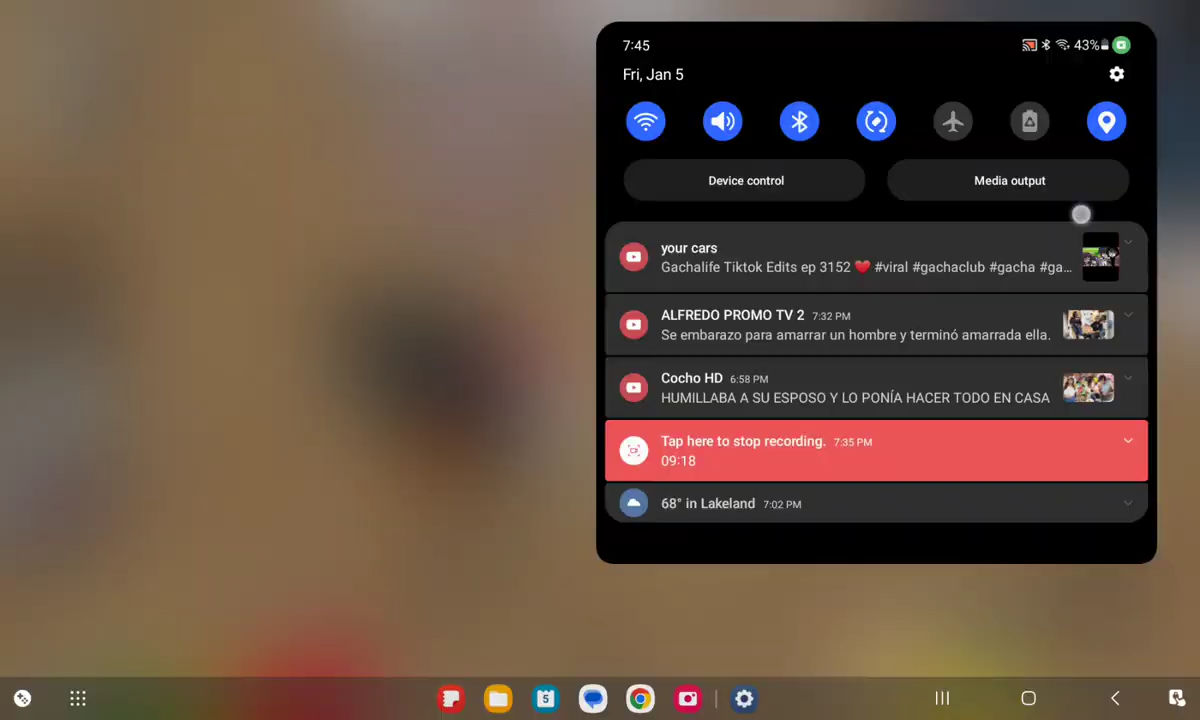 7:45
43%
Fri, Jan 5
Device control
Media output
your cars
Gachalife Tiktok Edits ep 3152 ❤️ #viral #gachaclub #gacha #ga...
ALFREDO PROMO TV 2 7:32 PM
Se embarazo para amarrar un hombre y terminó amarrada ella.
Cocho HD 6:58 PM
HUMILLABA A SU ESPOSO Y LO PONÍA HACER TODO EN CASA
Tap here to stop recording. 7:35 PM
09:18
68° in Lakeland 7:02 PM
5